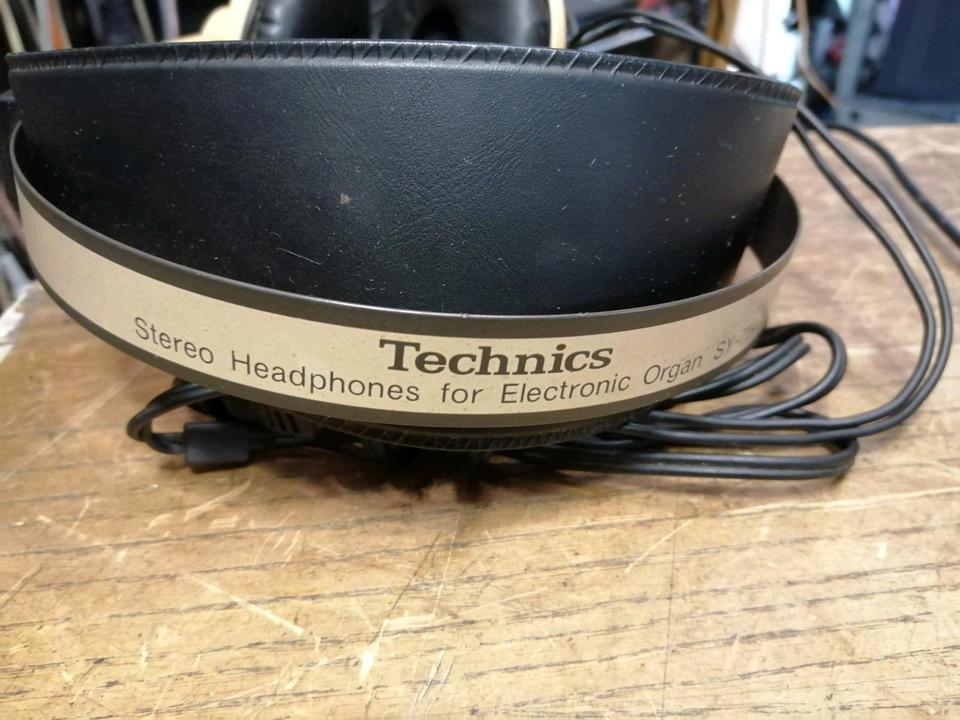 Technics
Stereo Headphones for Electronic Organ